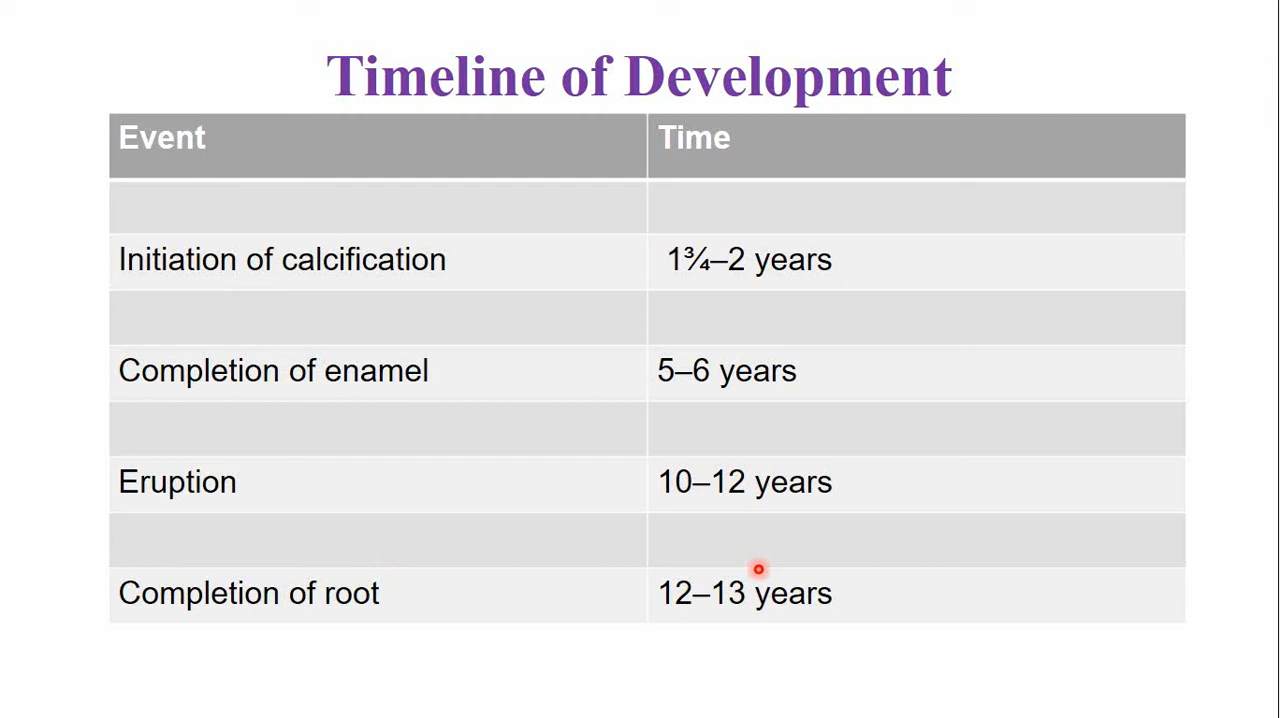 Timeline of Development
Event Time
Initiation of calcification 1¾–2 years
Completion of enamel 5–6 years
Eruption 10–12 years
Completion of root 12–13 years